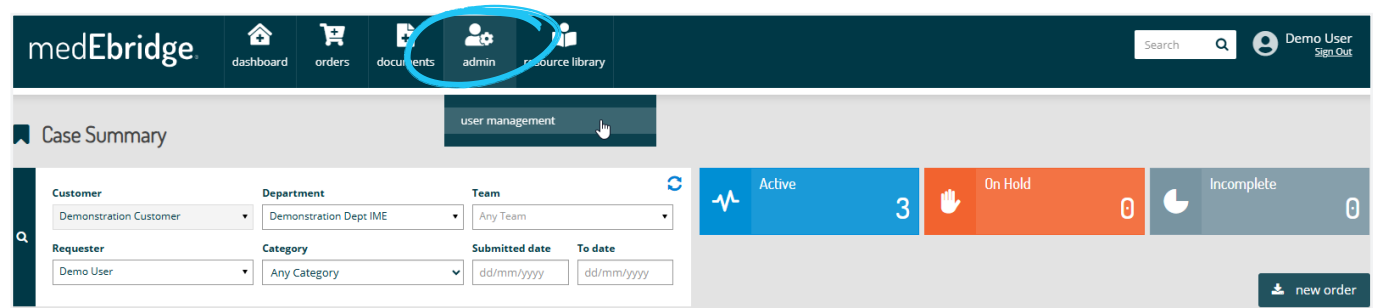 medEbridge.
dashboard
orders
documents
admin
resource library
Search
Demo User
Sign Out
user management
Case Summary
Customer
Department
Team
Demonstration Customer
Demonstration Dept IME
Any Team
Requester
Category
Submitted date
To date
Demo User
Any Category
dd/mm/yyyy
dd/mm/yyyy
Active
3
On Hold
0
Incomplete
0
new order